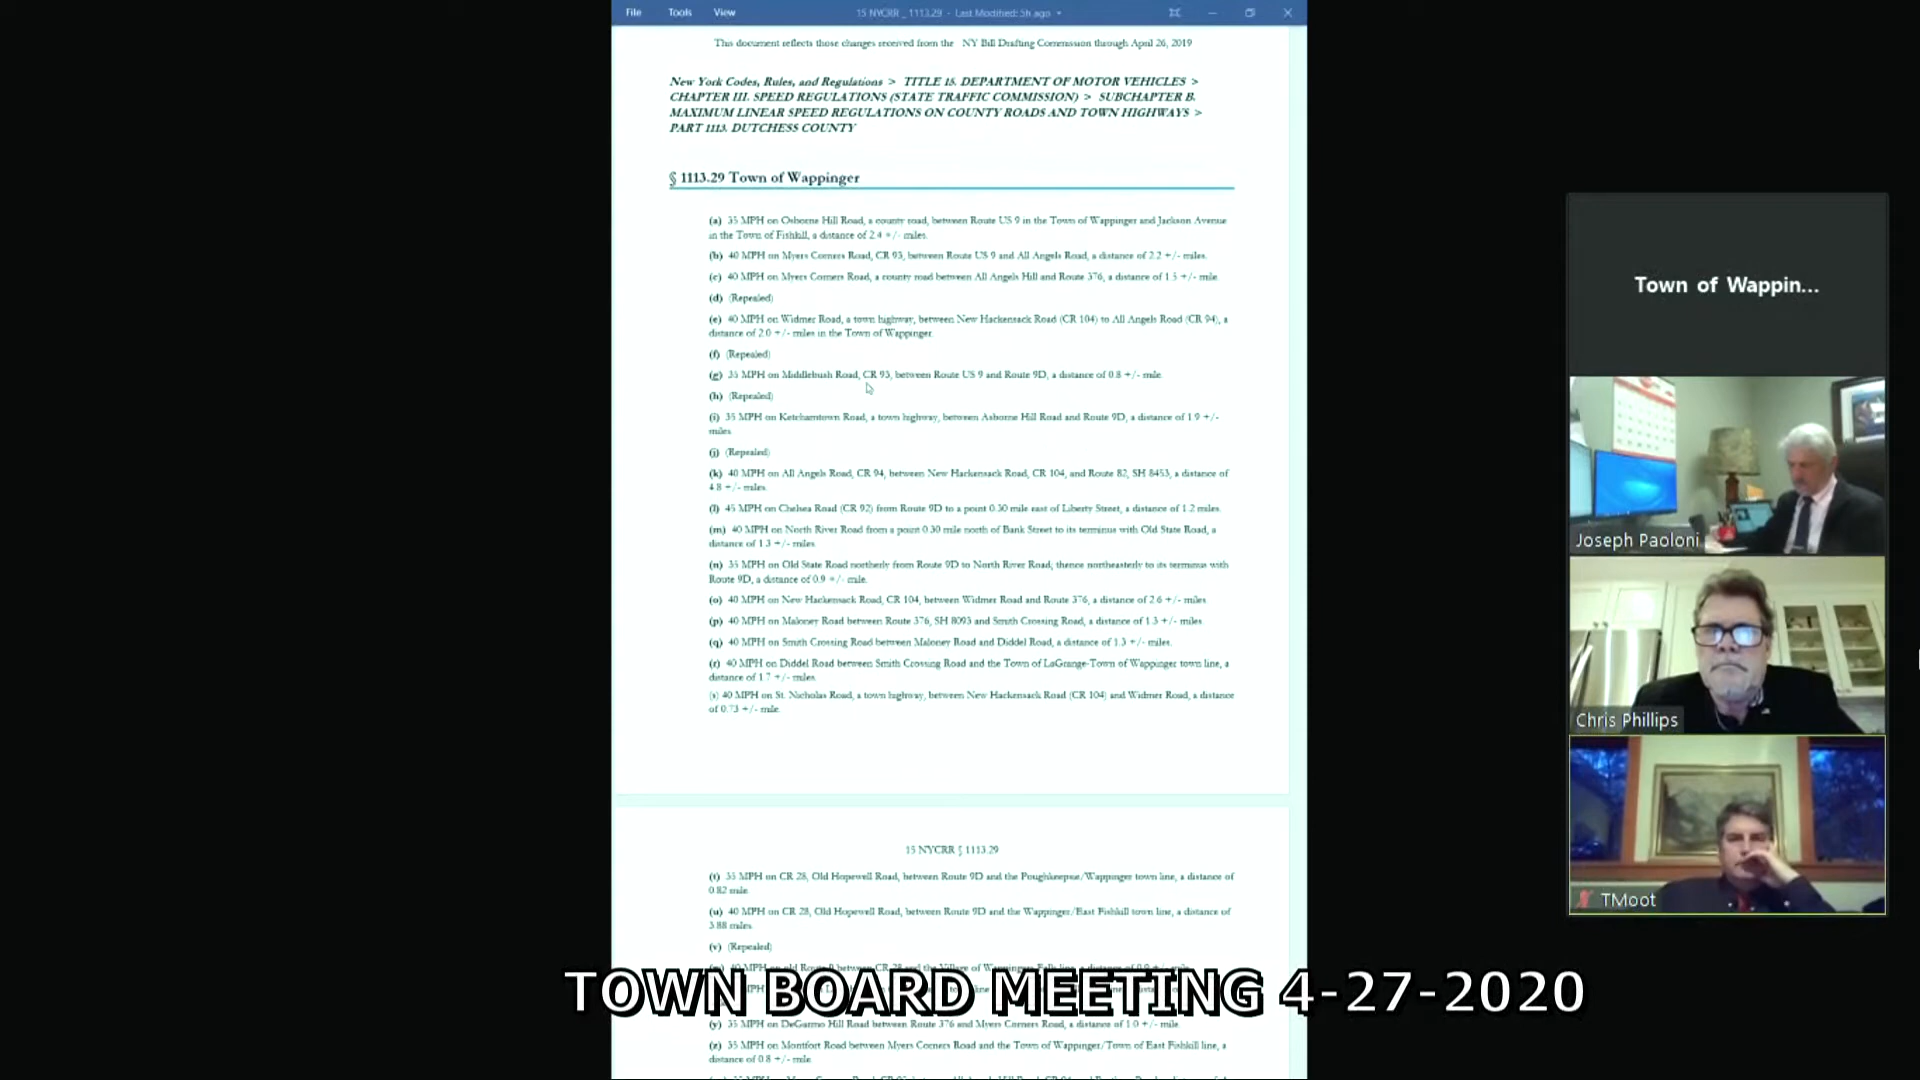 File Tools View 15 NYCRR _ 1113.29 - Last Modified: 5h ago
This document reflects those changes received from the NY Bill Drafting Commission through April 26, 2019
New York Codes, Rules, and Regulations > TITLE 15. DEPARTMENT OF MOTOR VEHICLES >
CHAPTER III. SPEED REGULATIONS (STATE TRAFFIC COMMISSION) > SUBCHAPTER B.
MAXIMUM LINEAR SPEED REGULATIONS ON COUNTY ROADS AND TOWN HIGHWAYS >
PART 1113. DUTCHESS COUNTY
§ 1113.29 Town of Wappinger
(a) 35 MPH on Osborne Hill Road, a county road, between Route US 9 in the Town of Wappinger and Jackson Avenue
in the Town of Fishkill, a distance of 2.4 +/- miles.
(b) 40 MPH on Myers Corners Road, CR 93, between Route US 9 and All Angels Road, a distance of 2.2 +/- miles.
(c) 40 MPH on Myers Corners Road, a county road between All Angels Hill and Route 376, a distance of 1.5 +/- mile.
(d) (Repealed)
(e) 40 MPH on Widmer Road, a town highway, between New Hackensack Road (CR 104) to All Angels Road (CR 94), a
distance of 2.0 +/- miles in the Town of Wappinger.
(f) (Repealed)
(g) 35 MPH on Middlebush Road, CR 93, between Route US 9 and Route 9D, a distance of 0.8 +/- mile.
(h) (Repealed)
(i) 35 MPH on Ketchamtown Road, a town highway, between Asborne Hill Road and Route 9D, a distance of 1.9 +/-
miles.
(j) (Repealed)
(k) 40 MPH on All Angels Road, CR 94, between New Hackensack Road, CR 104, and Route 82, SH 8453, a distance of
4.8 +/- miles.
(l) 45 MPH on Chelsea Road (CR 92) from Route 9D to a point 0.30 mile east of Liberty Street, a distance of 1.2 miles.
(m) 40 MPH on North River Road from a point 0.30 mile north of Bank Street to its terminus with Old State Road, a
distance of 1.3 +/- miles.
(n) 35 MPH on Old State Road northerly from Route 9D to North River Road, thence northeasterly to its terminus with
Route 9D, a distance of 0.9 +/- mile.
(o) 40 MPH on New Hackensack Road, CR 104, between Widmer Road and Route 376, a distance of 2.6 +/- miles
(p) 40 MPH on Maloney Road between Route 376, SH 8093 and Smith Crossing Road, a distance of 1.3 +/- miles.
(q) 40 MPH on Smith Crossing Road between Maloney Road and Diddel Road, a distance of 1.3 +/- miles.
(r) 40 MPH on Diddel Road between Smith Crossing Road and the Town of LaGrange-Town of Wappinger town line, a
distance of 1.7 +/- miles.
(s) 40 MPH on St. Nicholas Road, a town highway, between New Hackensack Road (CR 104) and Widmer Road, a distance
of 0.73 +/- mile.
15 NYCRR § 1113.29
(t) 35 MPH on CR 28, Old Hopewell Road, between Route 9D and the Poughkeepsie/Wappinger town line, a distance of
0.82 mile.
(u) 40 MPH on CR 28, Old Hopewell Road, between Route 9D and the Wappinger/East Fishkill town line, a distance of
3.88 miles.
(v) (Repealed)
40 MPH on old Route 9 between CR 28 and the Village of Wappingers Falls line, a distance of 0.9 +/- mile.
(y) 35 MPH on DeGarmo Hill Road between Route 376 and Myers Corners Road, a distance of 1.0 +/- mile.
(z) 35 MPH on Montfort Road between Myers Corners Road and the Town of Wappinger/Town of East Fishkill line, a
distance of 0.8 +/- mile.
TOWN BOARD MEETING 4-27-2020
Town of Wappin...
Joseph Paoloni
Chris Phillips
TMoot